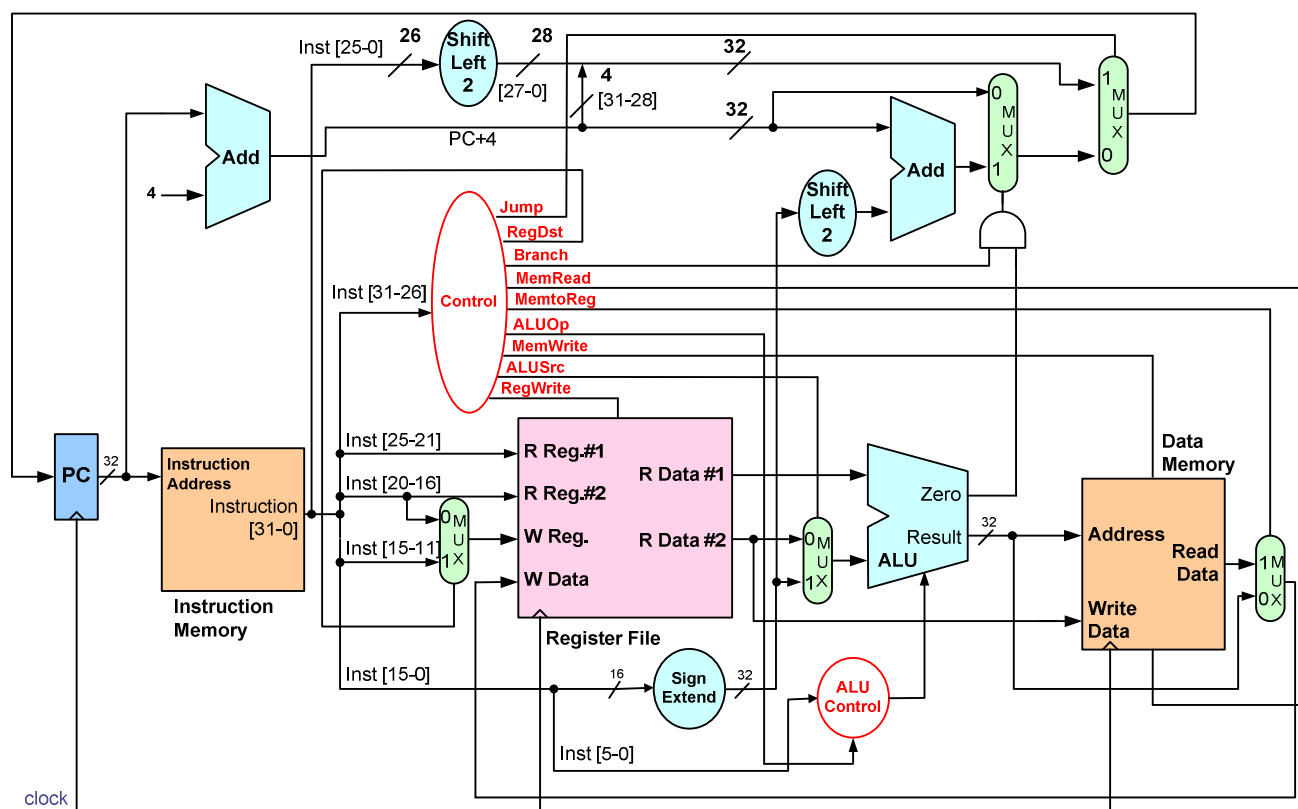 Inst [25-0]
26
Shift
Left
2
28
[27-0]
4
[31-28]
32
1
M
U
X
0
Add
4
PC+4
32
0
M
U
X
1
Add
Shift
Left
2
Control
Jump
RegDst
Branch
MemRead
MemtoReg
ALUOp
MemWrite
ALUSrc
RegWrite
Inst [31-26]
PC
32
Instruction
Address
Instruction
[31-0]
Instruction
Memory
Inst [25-21]
Inst [20-16]
Inst [15-11]
0
M
U
1X
R Reg.#1
R Reg.#2
W Reg.
W Data
R Data #1
R Data #2
Register File
0
M
U
1X
Zero
Result
ALU
32
Data
Memory
Address
Read
Data
Write
Data
1M
U
0X
Inst [15-0]
16
Sign
Extend
32
ALU
Control
Inst [5-0]
clock